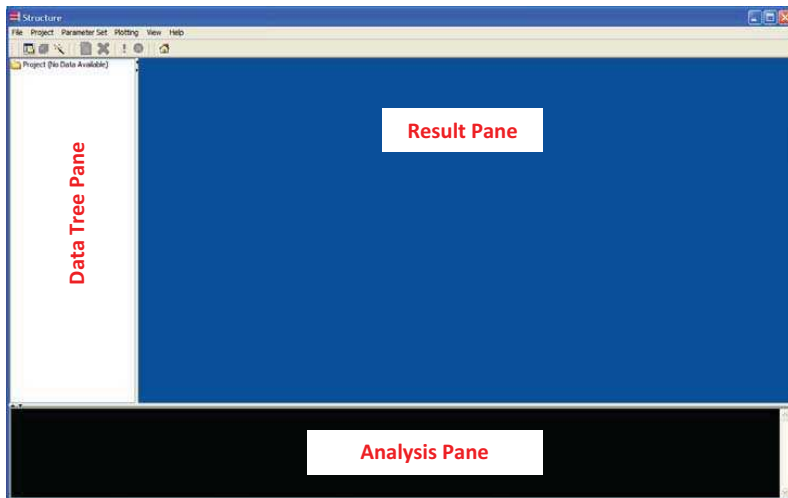 Structure
File Project Parameter Set Plotting View Help
Project (No Data Available)
Result Pane
Data Tree Pane
Analysis Pane